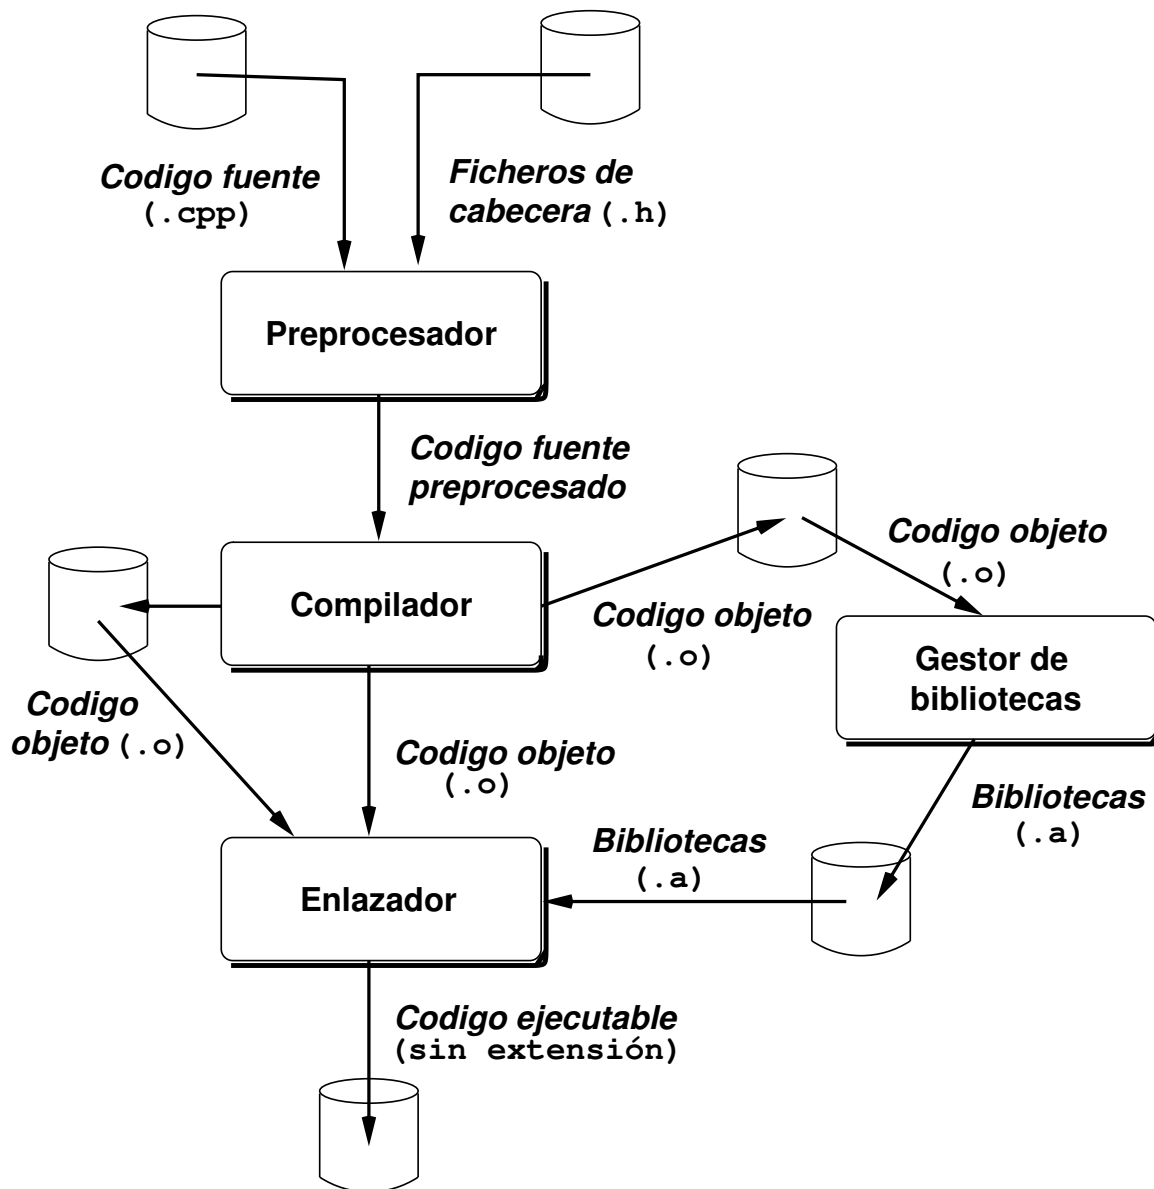 Codigo fuente
(.cpp)
Ficheros de
cabecera (.h)
Preprocesador
Codigo fuente
preprocesado
Codigo objeto
(.o)
Compilador
Codigo objeto
(.o)
Gestor de
bibliotecas
Codigo
objeto (.o)
Codigo objeto
(.o)
Bibliotecas
(.a)
Bibliotecas
(.a)
Enlazador
Codigo ejecutable
(sin extensión)